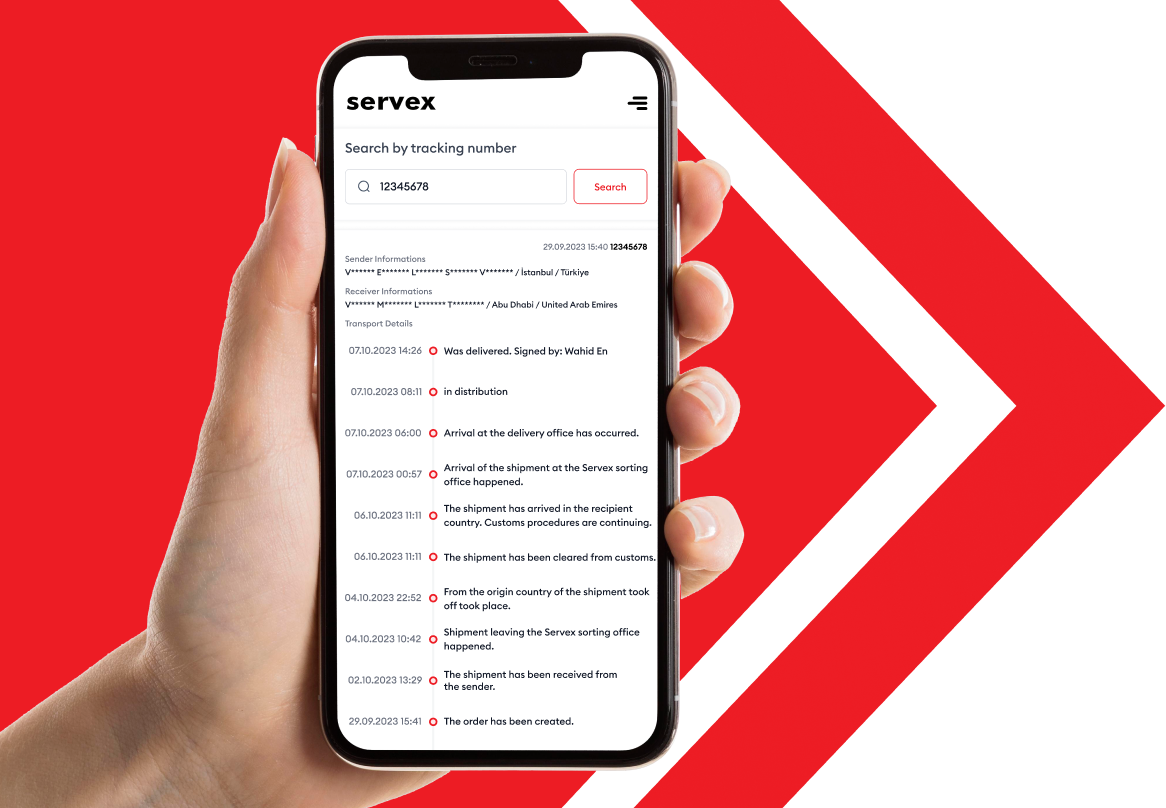 servex
Search by tracking number
12345678
Search
29.09.2023 15:40 12345678
Sender Informations
V****** E******* L******* S******* V******* / İstanbul / Türkiye
Receiver Informations
V****** M******* L******* T******** / Abu Dhabi / United Arab Emires
Transport Details
07.10.2023 14:26 Was delivered. Signed by: Wahid En
07.10.2023 08:11 in distribution
07.10.2023 06:00 Arrival at the delivery office has occurred.
07.10.2023 00:57 Arrival of the shipment at the Servex sorting
office happened.
06.10.2023 11:11 The shipment has arrived in the recipient
country. Customs procedures are continuing.
06.10.2023 11:11 The shipment has been cleared from customs.
04.10.2023 22:52 From the origin country of the shipment took
off took place.
04.10.2023 10:42 Shipment leaving the Servex sorting office
happened.
02.10.2023 13:29 The shipment has been received from
the sender.
29.09.2023 15:41 The order has been created.